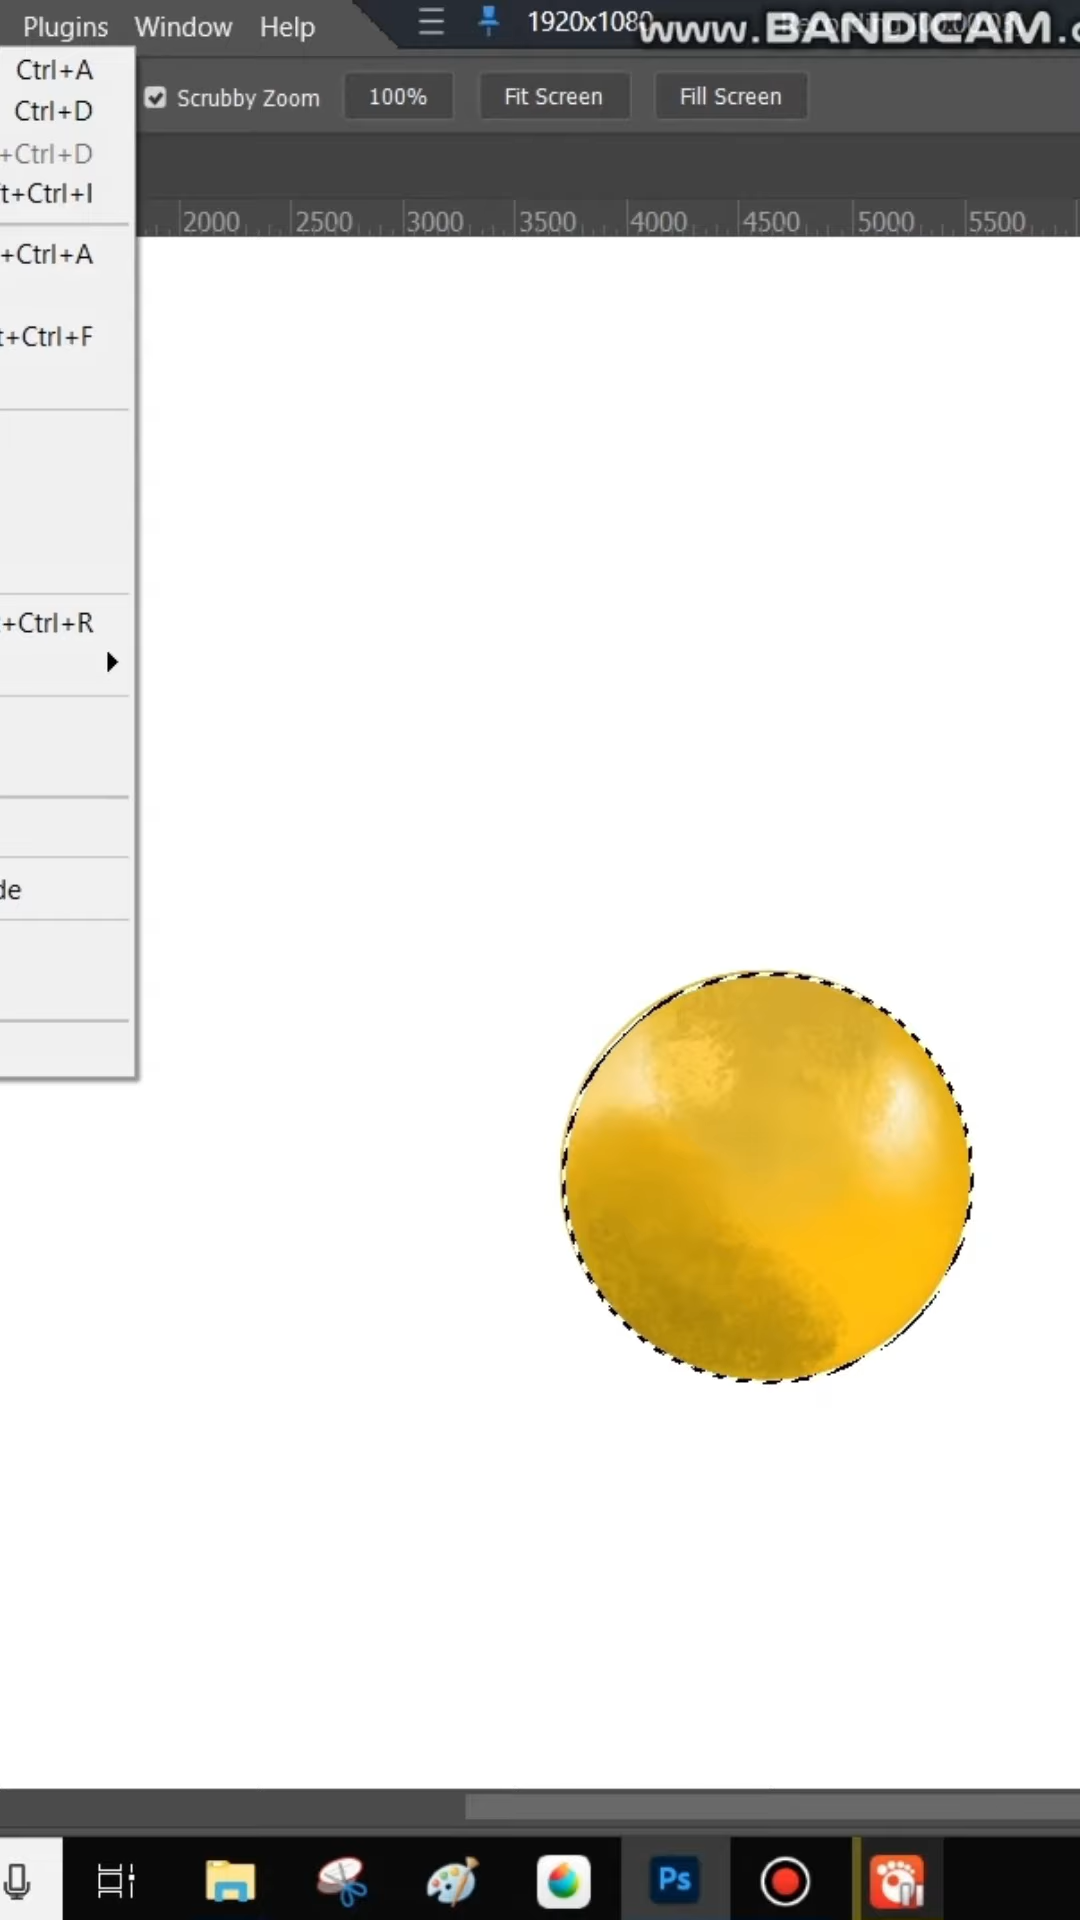 Plugins Window Help 1920x1080 www.BANDICAM.c
Ctrl+A
Ctrl+D
+Ctrl+D
t+Ctrl+I
+Ctrl+A
t+Ctrl+F
+Ctrl+R
de
Scrubby Zoom 100% Fit Screen Fill Screen
2000 2500 3000 3500 4000 4500 5000 5500
Ps